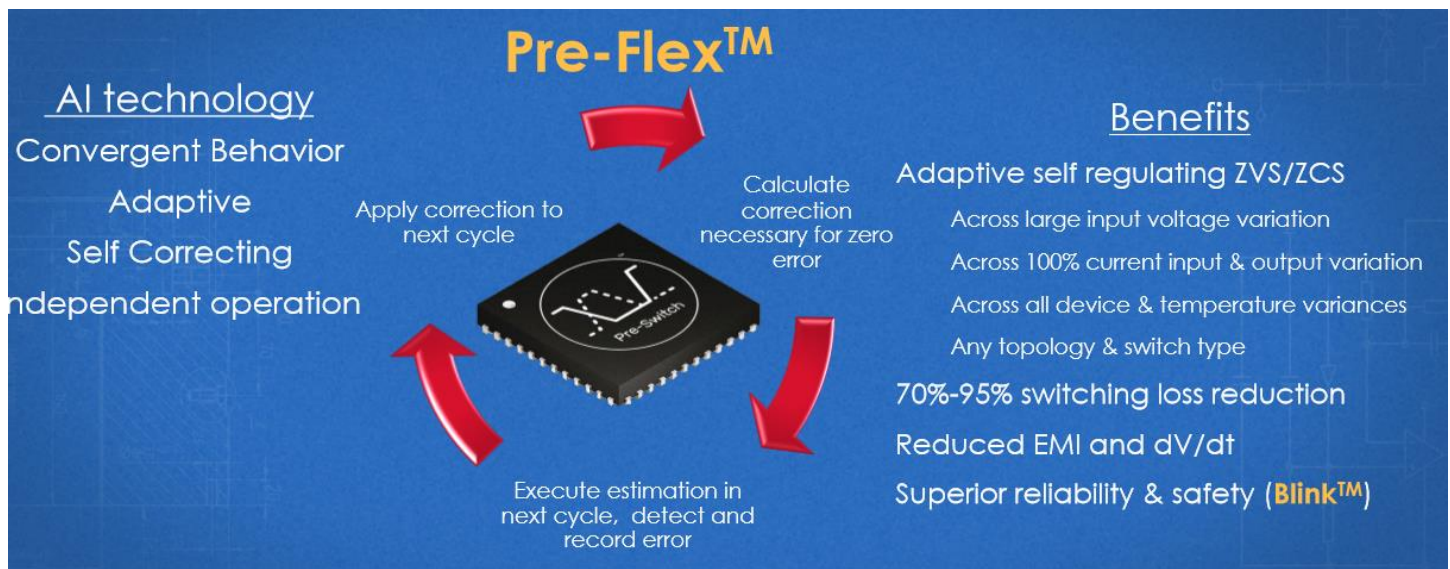 Pre-Flex™
AI technology
Convergent Behavior
Adaptive
Self Correcting
ndependent operation
Apply correction to
next cycle
Calculate
correction
necessary for zero
error
Pre-Switch
Execute estimation in
next cycle, detect and
record error
Benefits
Adaptive self regulating ZVS/ZCS
Across large input voltage variation
Across 100% current input & output variation
Across all device & temperature variances
Any topology & switch type
70%-95% switching loss reduction
Reduced EMI and dV/dt
Superior reliability & safety (Blink™)